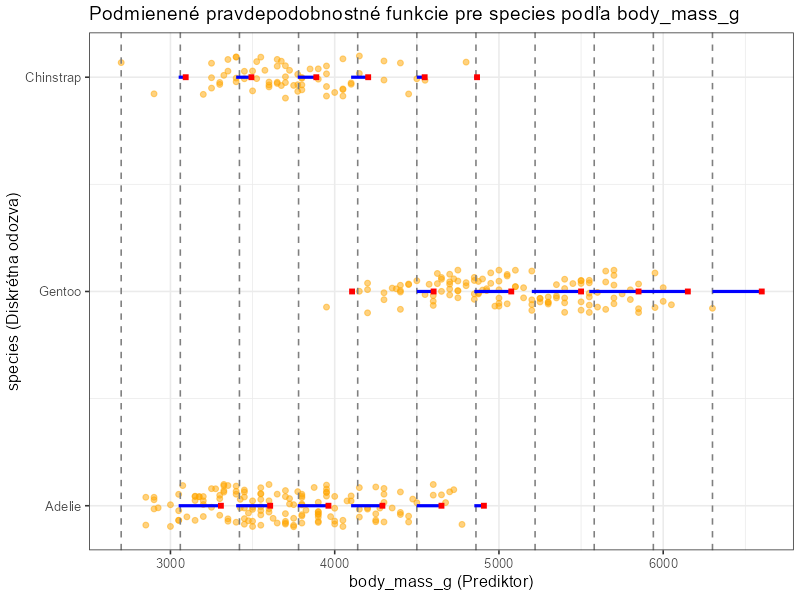 Podmienené pravdepodobnostné funkcie pre species podľa body_mass_g
species (Diskrétna odozva)
Chinstrap
Gentoo
Adelie
3000 4000 5000 6000
body_mass_g (Prediktor)